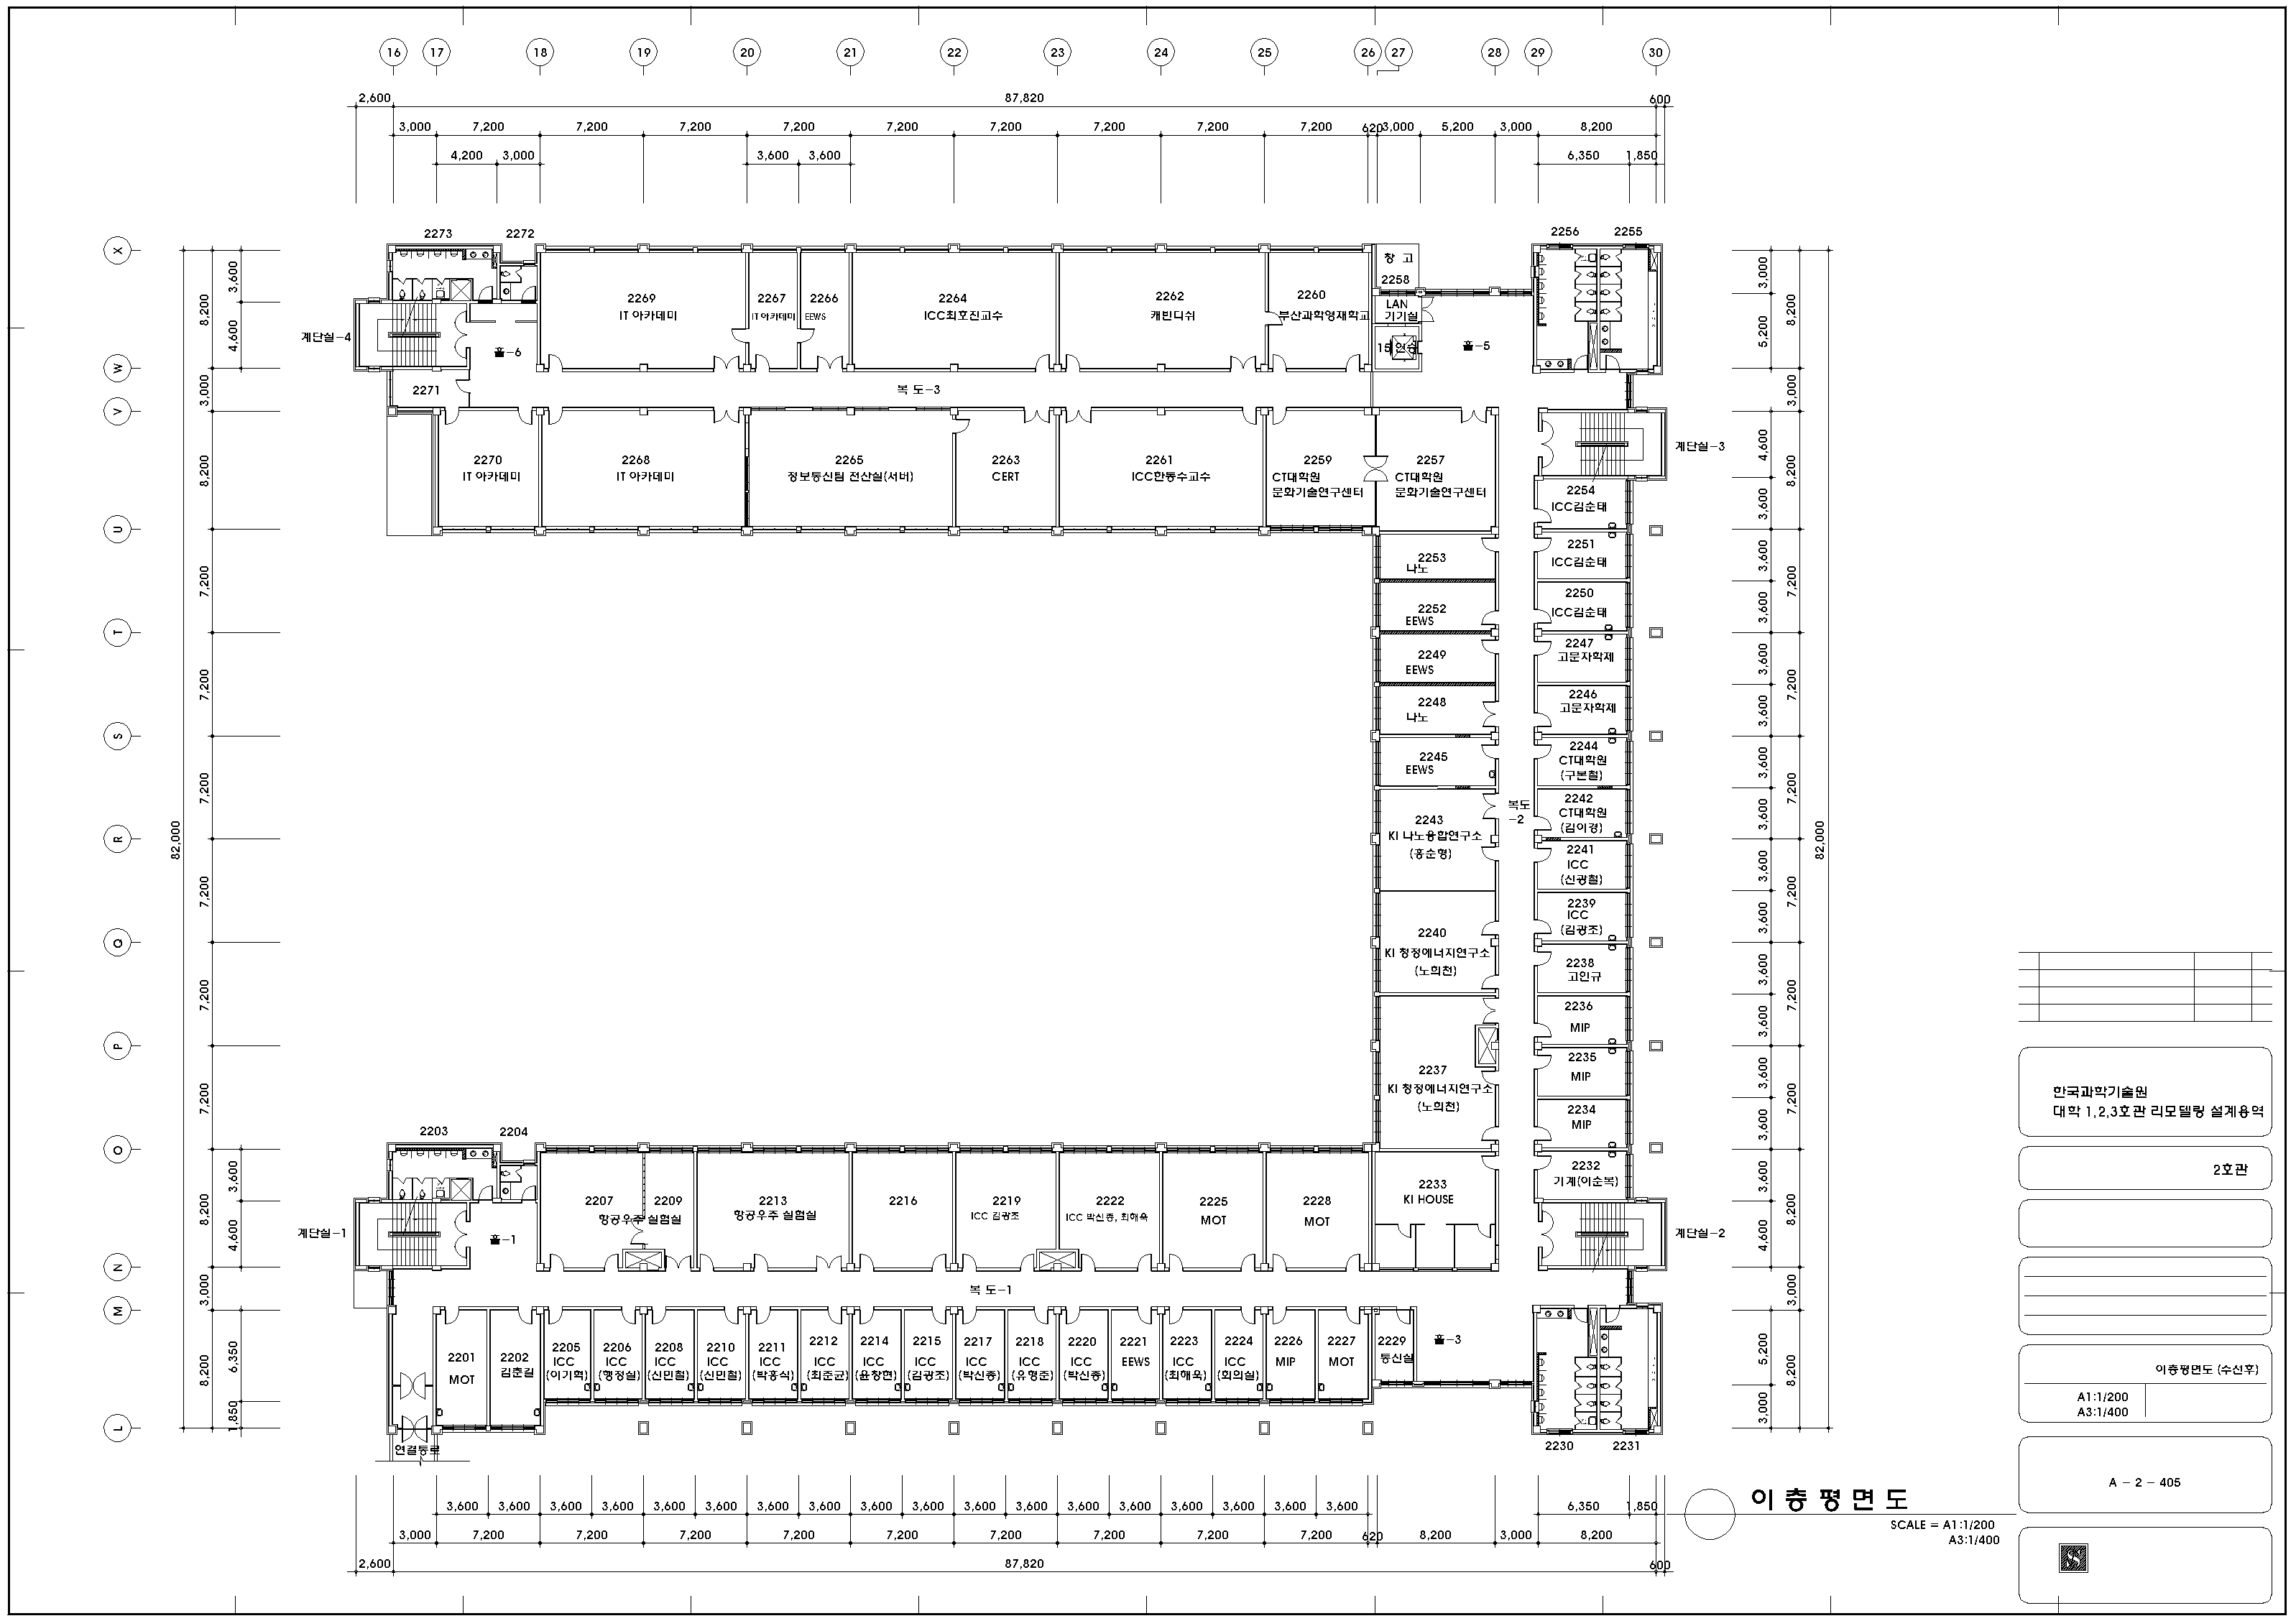 16 17 18 19 20 21 22 23 24 25 26 27 28 29 30
2,600 87,820 600
3,000 7,200 7,200 7,200 7,200 7,200 7,200 7,200 7,200 7,200 620 3,000 5,200 3,000 8,200
4,200 3,000 3,600 3,600 6,350 1,850
X
W
V
U
T
S
R
Q
P
O
N
M
L
82,000
8,200
3,000
8,200
7,200
7,200
7,200
7,200
7,200
7,200
8,200
3,000
8,200
3,600
4,600
3,600
4,600
6,350
1,850
2273
2272
계단실-4
홀-6
2271
2269
IT 아카데미
2267
IT 아카데미
2266
EEWS
2264
ICC최호진교수
2262
캐빈디쉬
2260
부산과학영재학교
창 고
2258
LAN
기기실
15 인승
홀-5
2256
2255
복 도-3
2270
IT 아카데미
2268
IT 아카데미
2265
정보통신팀 전산실(서버)
2263
CERT
2261
ICC한동수교수
2259
CT대학원
문화기술연구센터
2257
CT대학원
문화기술연구센터
계단실-3
2254
ICC김순태
2253
나노
2251
ICC김순태
2252
EEWS
2250
ICC김순태
2249
EEWS
2247
고분자학제
2248
나노
2246
고분자학제
2245
EEWS
2244
CT대학원
(구본철)
복도
-2
2243
KI 나노융합연구소
(홍순형)
2242
CT대학원
(김이경)
2241
ICC
(신광철)
2240
KI 청정에너지연구소
(노희천)
2239
ICC
(김광조)
2238
고인규
2237
KI 청정에너지연구소
(노희천)
2236
MIP
2235
MIP
2234
MIP
2233
KI HOUSE
2232
기계(이순복)
계단실-2
2203
2204
계단실-1
홀-1
2207
2209
항공우주 실험실
2213
항공우주 실험실
2216
2219
ICC 김광조
2222
ICC 박신종, 최해욱
2225
MOT
2228
MOT
복 도-1
2201
MOT
2202
김춘길
2205
ICC
(이기혁)
2206
ICC
(행정실)
2208
ICC
(신민철)
2210
ICC
(신민철)
2211
ICC
(박홍식)
2212
ICC
(최준균)
2214
ICC
(윤찬현)
2215
ICC
(김광조)
2217
ICC
(박신종)
2218
ICC
(유형준)
2220
ICC
(박신종)
2221
EEWS
2223
ICC
(최해욱)
2224
ICC
(회의실)
2226
MIP
2227
MOT
2229
통신실
홀-3
2230
2231
연결통로
3,000
5,200
4,600
3,600
3,600
3,600
3,600
3,600
3,600
3,600
3,600
3,600
3,600
3,600
3,600
3,600
3,600
4,600
5,200
3,000
8,200
3,000
8,200
7,200
7,200
7,200
7,200
7,200
7,200
8,200
3,000
8,200
82,000
3,600 3,600 3,600 3,600 3,600 3,600 3,600 3,600 3,600 3,600 3,600 3,600 3,600 3,600 3,600 3,600 3,600 3,600 6,350 1,850
3,000 7,200 7,200 7,200 7,200 7,200 7,200 7,200 7,200 7,200 620 8,200 3,000 8,200
2,600 87,820 600
이 층 평 면 도
SCALE = A1:1/200
A3:1/400
한국과학기술원
대학 1,2,3호관 리모델링 설계용역
2호관
이층평면도 (수선후)
A1:1/200
A3:1/400
A - 2 - 405